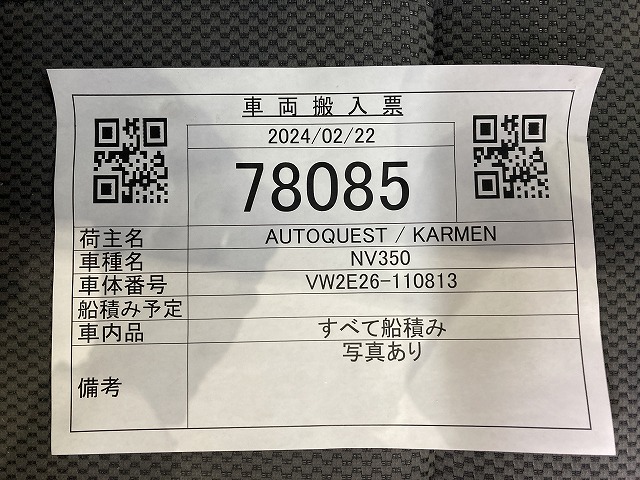 車両搬入票
2024/02/22
78085
荷主名 AUTOQUEST / KARMEN
車種名 NV350
車体番号 VW2E26-110813
船積み予定
車内品 すべて船積み
備考 写真あり